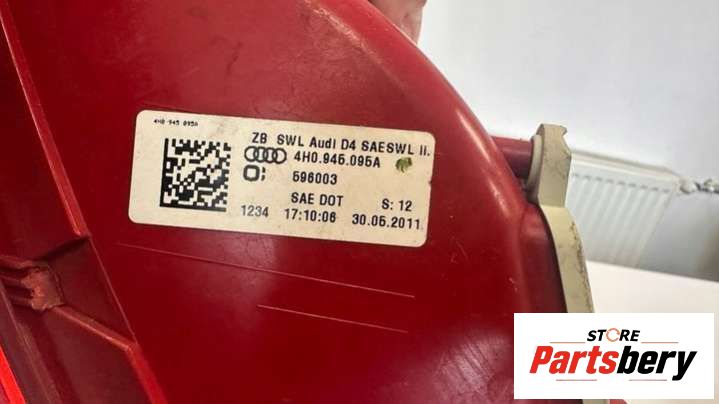 4H0 945 095A
ZB SWL Audi D4 SAESWL II.
4H0.945.095A
596003
SAE DOT S: 12
1234 17:10:06 30.05.2011
STORE
Partsbery